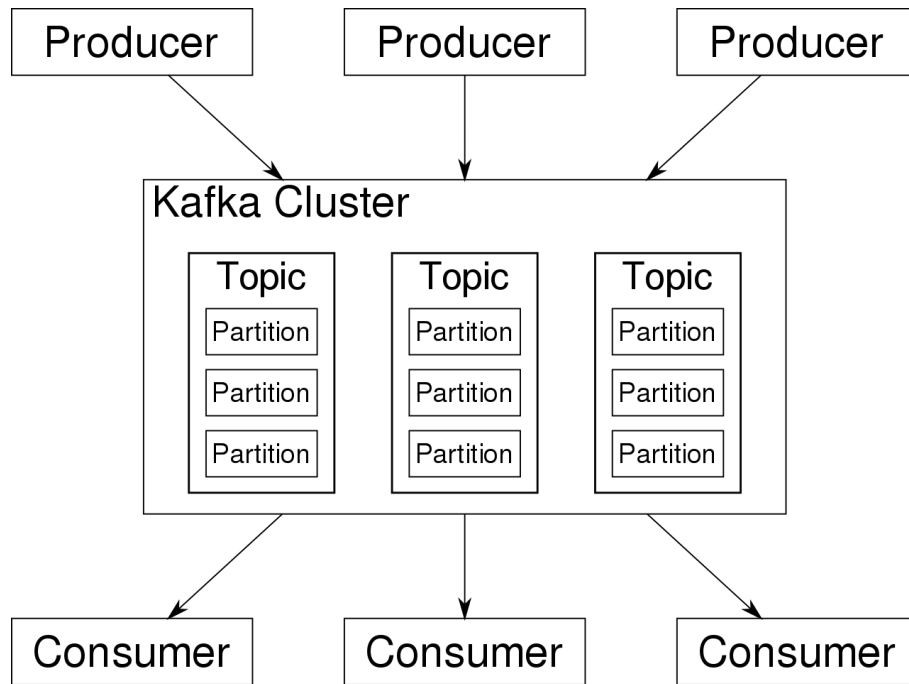 Producer Producer Producer
Kafka Cluster
Topic Topic Topic
Partition Partition Partition
Partition Partition Partition
Partition Partition Partition
Consumer Consumer Consumer